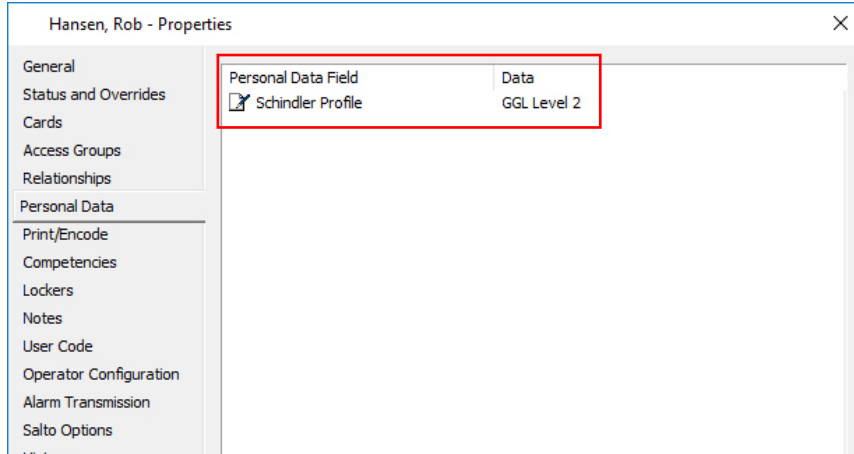 Hansen, Rob - Properties
General
Status and Overrides
Cards
Access Groups
Relationships
Personal Data
Print/Encode
Competencies
Lockers
Notes
User Code
Operator Configuration
Alarm Transmission
Salto Options
Personal Data Field Data
Schindler Profile GGL Level 2